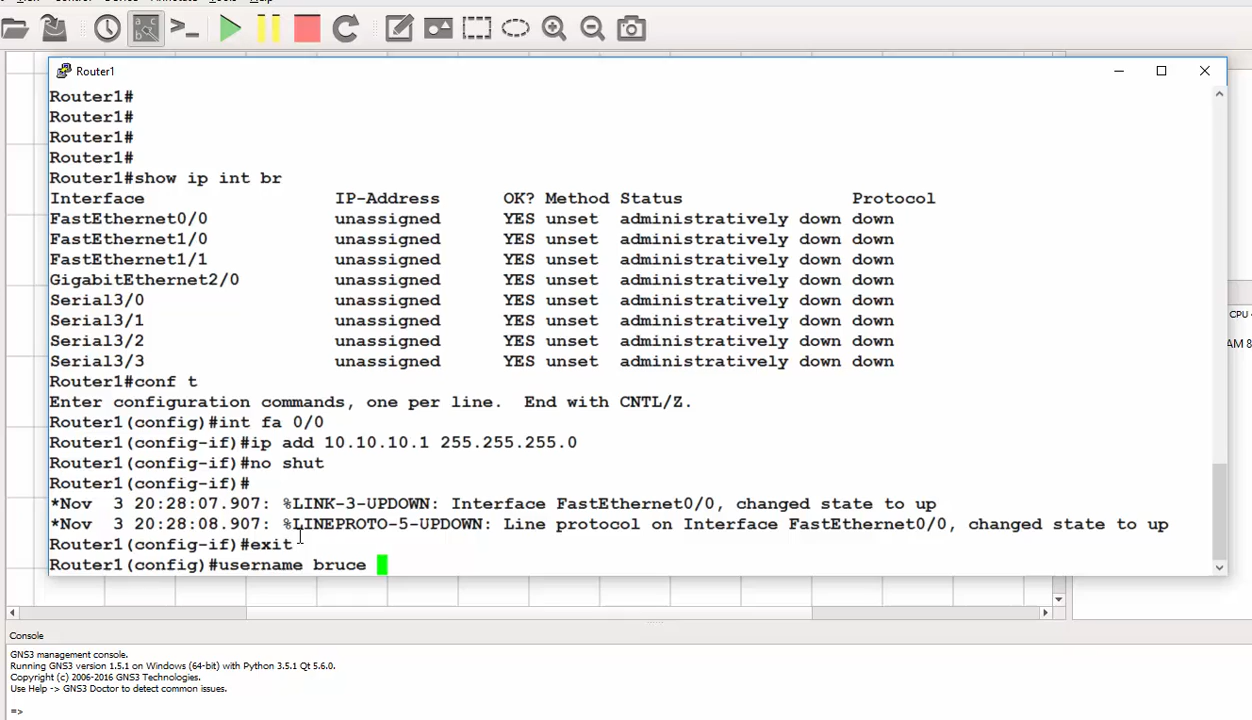 Router1
Router1#
Router1#
Router1#
Router1#
Router1#show ip int br
Interface IP-Address OK? Method Status Protocol
FastEthernet0/0 unassigned YES unset administratively down down
FastEthernet1/0 unassigned YES unset administratively down down
FastEthernet1/1 unassigned YES unset administratively down down
GigabitEthernet2/0 unassigned YES unset administratively down down
Serial3/0 unassigned YES unset administratively down down
Serial3/1 unassigned YES unset administratively down down
Serial3/2 unassigned YES unset administratively down down
Serial3/3 unassigned YES unset administratively down down
Router1#conf t
Enter configuration commands, one per line. End with CNTL/Z.
Router1(config)#int fa 0/0
Router1(config-if)#ip add 10.10.10.1 255.255.255.0
Router1(config-if)#no shut
Router1(config-if)#
*Nov 3 20:28:07.907: %LINK-3-UPDOWN: Interface FastEthernet0/0, changed state to up
*Nov 3 20:28:08.907: %LINEPROTO-5-UPDOWN: Line protocol on Interface FastEthernet0/0, changed state to up
Router1(config-if)#exit
Router1(config)#username bruce
CPU
AM 8
Console
GNS3 management console.
Running GNS3 version 1.5.1 on Windows (64-bit) with Python 3.5.1 Qt 5.6.0.
Copyright (c) 2006-2016 GNS3 Technologies.
Use Help -> GNS3 Doctor to detect common issues.
=>